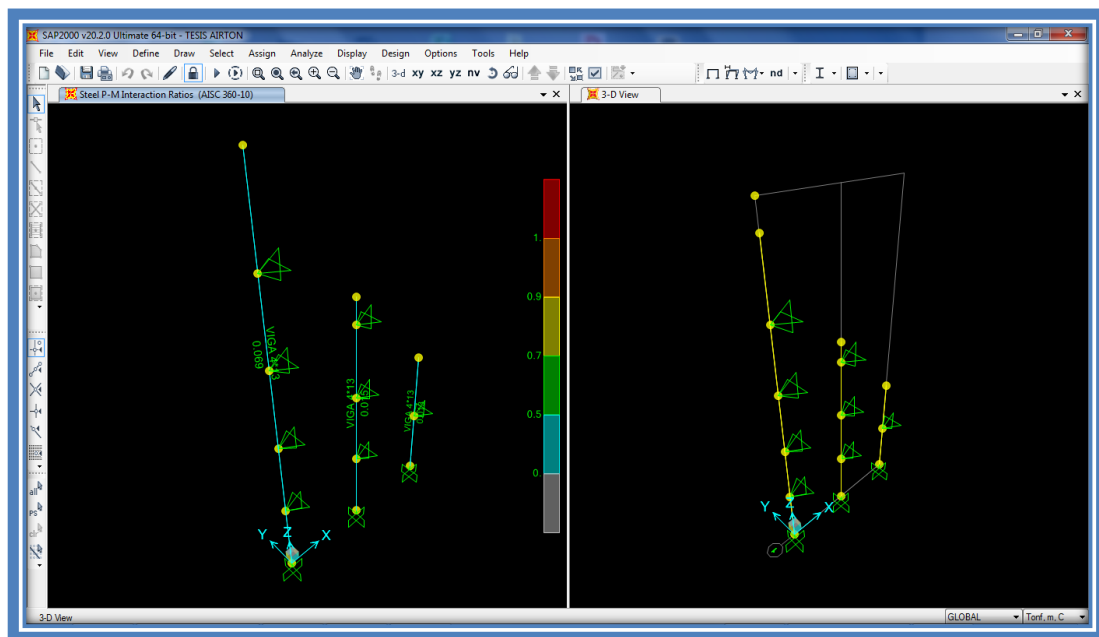 SAP2000 v20.2.0 Ultimate 64-bit - TESIS AIRTON
File Edit View Define Draw Select Assign Analyze Display Design Options Tools Help
3-d xy xz yz nv nd
Steel P-M Interaction Ratios (AISC 360-10)
3-D View
1.
0.9
0.7
0.5
0.
VIGA 4*13
0.069
VIGA 4*13
VIGA 4*13
Y Z X
Y Z X
all
PS
clr
3-D View
GLOBAL
Tonf, m, C